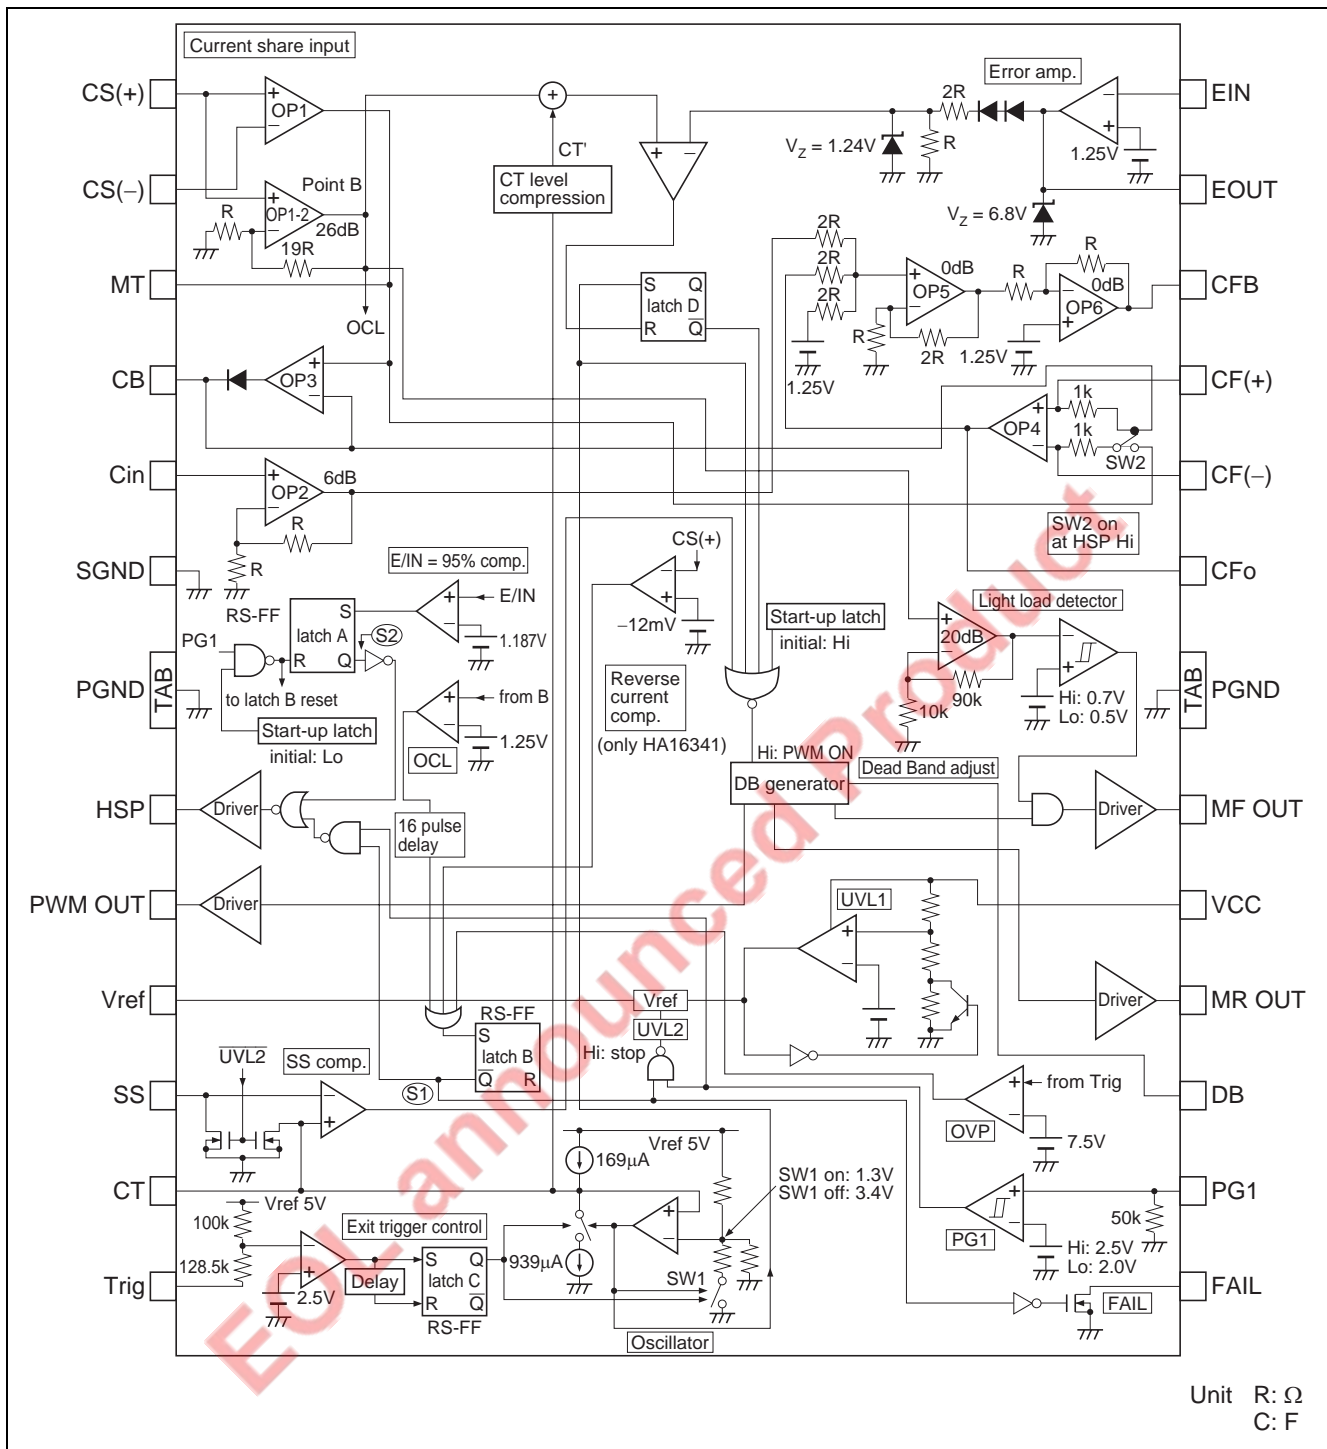 Current share input
CS(+)
OP1
+
−
CS(−)
Point B
OP1-2
26dB
R
19R
MT
OCL
+
CT'
CT level
compression
+ −
Error amp.
2R
R
VZ = 1.24V
1.25V
EIN
EOUT
VZ = 6.8V
2R
2R
2R
1.25V
0dB
OP5
R
2R
R
R
0dB
OP6
1.25V
CFB
S Q
latch D
R Q
CB
OP3
CF(+)
1k
OP4
1k
SW2
CF(−)
Cin
6dB
OP2
R
R
SW2 on
at HSP Hi
CFo
SGND
E/IN = 95% comp.
E/IN
1.187V
RS-FF
S
latch A
R Q
S2
PG1
to latch B reset
Start-up latch
initial: Lo
TAB
PGND
CS(+)
−12mV
Reverse
current
comp.
(only HA16341)
Start-up latch
initial: Hi
Light load detector
20dB
90k
10k
Hi: 0.7V
Lo: 0.5V
TAB
PGND
from B
1.25V
OCL
Hi: PWM ON
DB generator
Dead Band adjust
HSP
Driver
16 pulse
delay
Driver
MF OUT
PWM OUT
Driver
UVL1
VCC
Vref
Vref
UVL2
Hi: stop
Driver
MR OUT
RS-FF
S
latch B
Q R
S1
UVL2
SS comp.
SS
from Trig
OVP
7.5V
DB
CT
Vref 5V
169µA
939µA
SW1 on: 1.3V
SW1 off: 3.4V
SW1
Oscillator
PG1
50k
PG1
Hi: 2.5V
Lo: 2.0V
Vref 5V
100k
128.5k
Trig
2.5V
Exit trigger control
Delay
S Q
latch C
R Q
RS-FF
FAIL
FAIL
EOL announced Product
Unit R: Ω
C: F